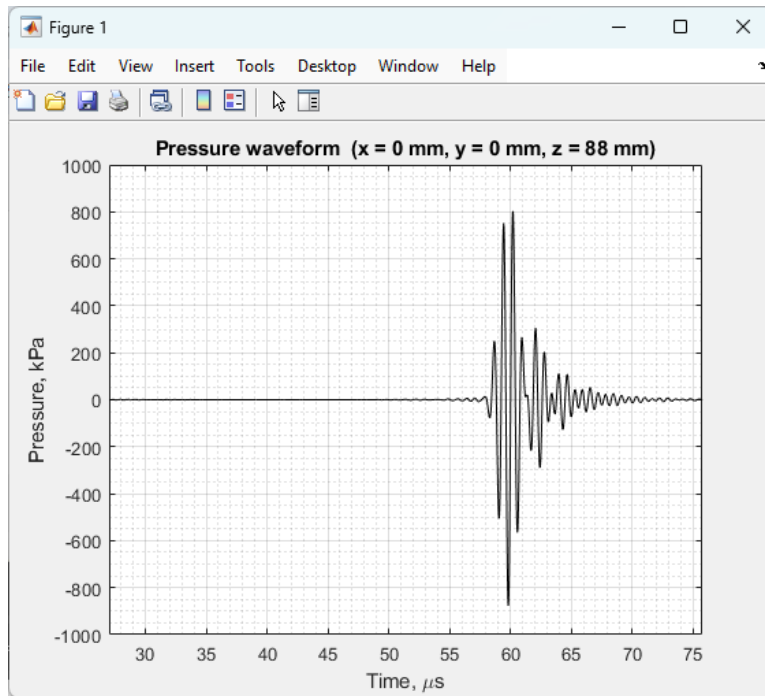 Figure 1
File Edit View Insert Tools Desktop Window Help
Pressure waveform (x = 0 mm, y = 0 mm, z = 88 mm)
1000
800
600
400
200
0
-200
-400
-600
-800
-1000
Pressure, kPa
30 35 40 45 50 55 60 65 70 75
Time, μs